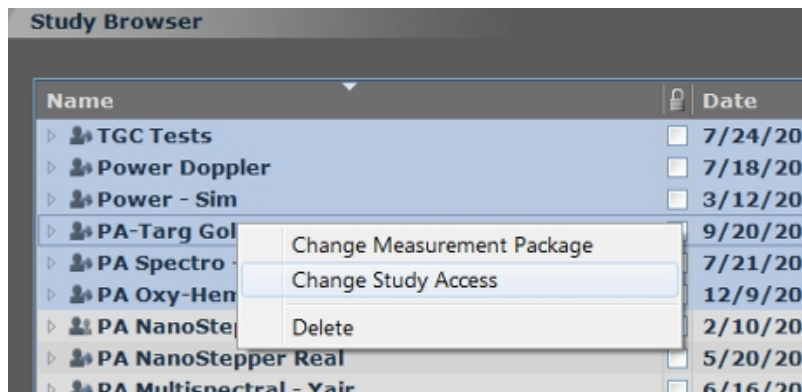 Study Browser
Name Date
TGC Tests 7/24/20
Power Doppler 7/18/20
Power - Sim 3/12/20
PA-Targ Gol 9/20/20
Change Measurement Package
PA Spectro - 7/21/20
Change Study Access
PA Oxy-Hem 12/9/20
PA NanoStep 2/10/20
Delete
PA NanoStepper Real 5/20/20
PA Multispectral - Yair 6/16/20